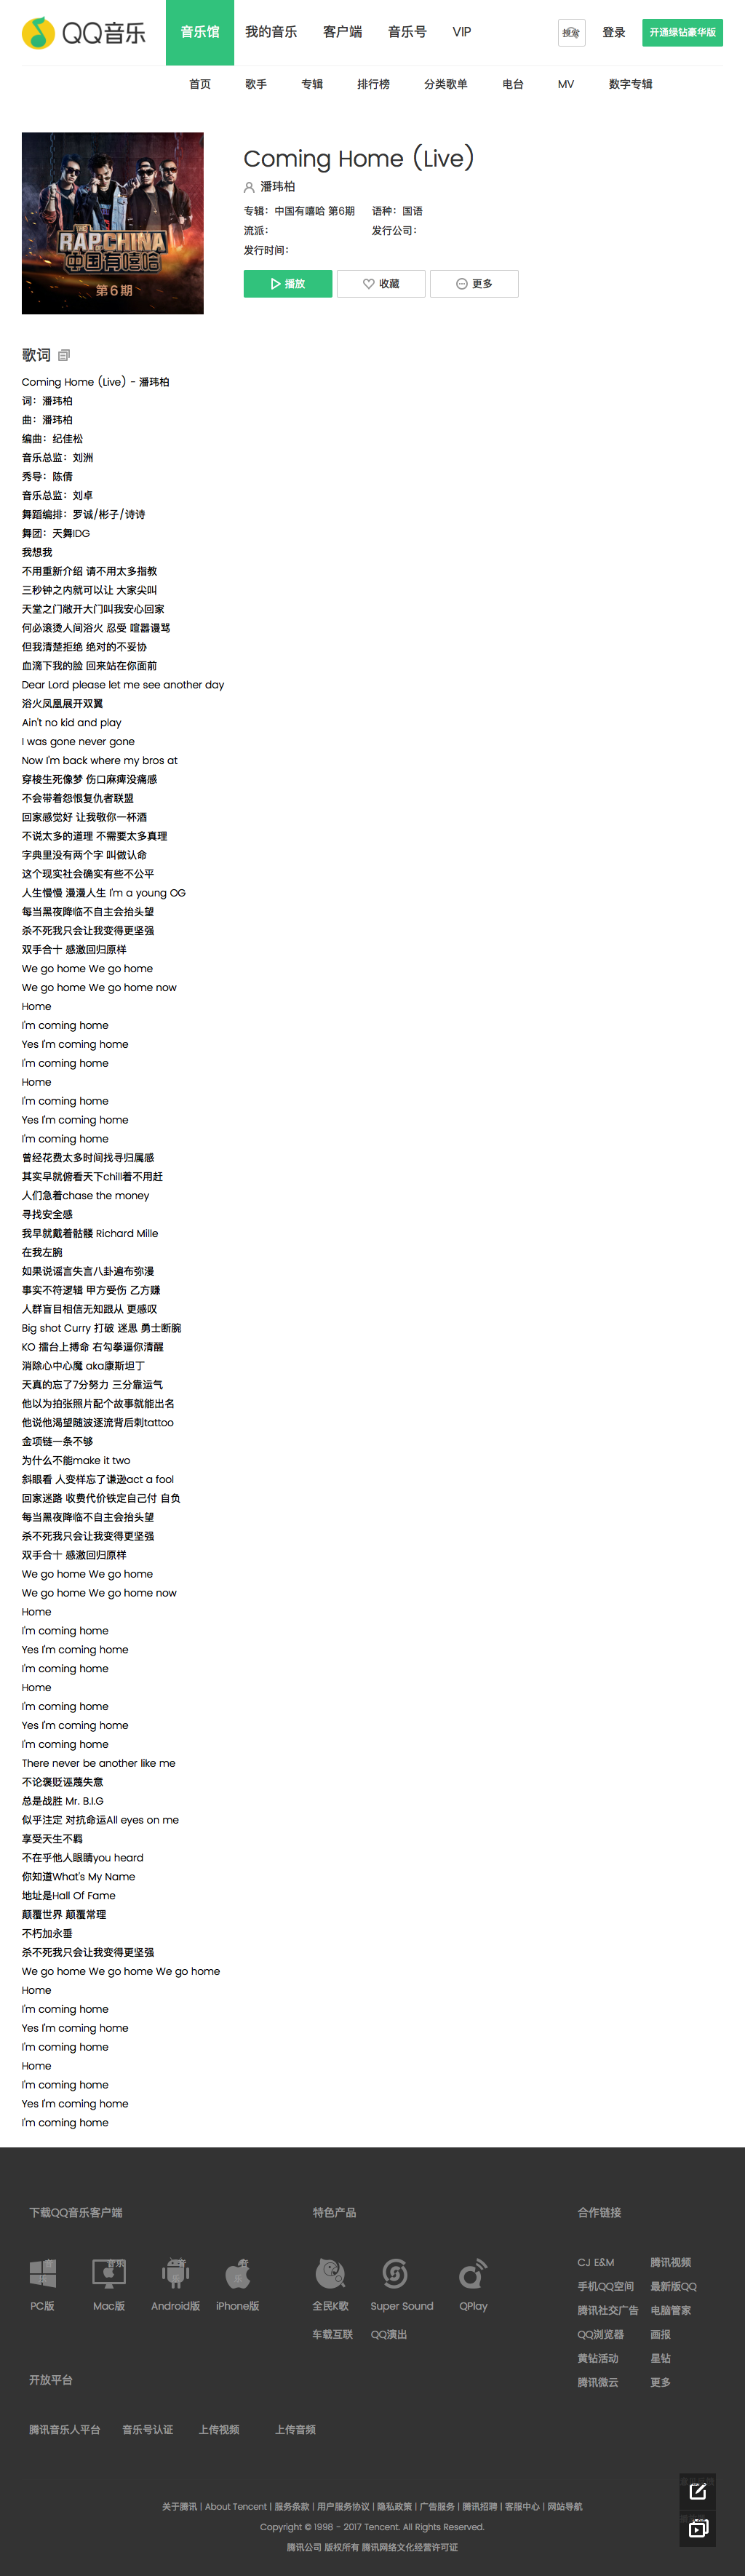 QQ音乐
音乐馆 我的音乐 客户端 音乐号 VIP
登录 开通绿钻豪华版
首页 歌手 专辑 排行榜 分类歌单 电台 MV 数字专辑
THE RAP OF CHINA
中国有嘻哈
第6期
Coming Home (Live)
潘玮柏
专辑：中国有嘻哈 第6期 语种：国语
流派： 发行公司：
发行时间：
播放 收藏 更多
歌词
Coming Home (Live) - 潘玮柏
词：潘玮柏
曲：潘玮柏
编曲：纪佳松
音乐总监：刘洲
秀导：陈倩
音乐总监：刘卓
舞蹈编排：罗诚/彬子/诗诗
舞团：天舞IDG
我想我
不用重新介绍 请不用太多指教
三秒钟之内就可以让 大家尖叫
天堂之门敞开大门叫我安心回家
何必滚烫人间浴火 忍受 喧嚣谩骂
但我清楚拒绝 绝对的不妥协
血滴下我的脸 回来站在你面前
Dear Lord please let me see another day
浴火凤凰展开双翼
Ain't no kid and play
I was gone never gone
Now I'm back where my bros at
穿梭生死像梦 伤口麻痺没痛感
不会带着怨恨复仇者联盟
回家感觉好 让我敬你一杯酒
不说太多的道理 不需要太多真理
字典里没有两个字 叫做认命
这个现实社会确实有些不公平
人生慢慢 漫漫人生 I'm a young OG
每当黑夜降临不自主会抬头望
杀不死我只会让我变得更坚强
双手合十 感激回归原样
We go home We go home
We go home We go home now
Home
I'm coming home
Yes I'm coming home
I'm coming home
Home
I'm coming home
Yes I'm coming home
I'm coming home
曾经花费太多时间找寻归属感
其实早就俯看天下chill着不用赶
人们急着chase the money
寻找安全感
我早就戴着骷髅 Richard Mille
在我左腕
如果说谣言失言八卦遍布弥漫
事实不符逻辑 甲方受伤 乙方赚
人群盲目相信无知跟从 更感叹
Big shot Curry 打破 迷思 勇士断腕
KO 擂台上搏命 右勾拳逼你清醒
消除心中心魔 aka康斯坦丁
天真的忘了7分努力 三分靠运气
他以为拍张照片配个故事就能出名
他说他渴望随波逐流背后刺tattoo
金项链一条不够
为什么不能make it two
斜眼看 人变样忘了谦逊act a fool
回家迷路 收费代价铁定自己付 自负
每当黑夜降临不自主会抬头望
杀不死我只会让我变得更坚强
双手合十 感激回归原样
We go home We go home
We go home We go home now
Home
I'm coming home
Yes I'm coming home
I'm coming home
Home
I'm coming home
Yes I'm coming home
I'm coming home
There never be another like me
不论褒贬诬蔑失意
总是战胜 Mr. B.I.G
似乎注定 对抗命运All eyes on me
享受天生不羁
不在乎他人眼睛you heard
你知道What's My Name
地址是Hall Of Fame
颠覆世界 颠覆常理
不朽加永垂
杀不死我只会让我变得更坚强
We go home We go home We go home
Home
I'm coming home
Yes I'm coming home
I'm coming home
Home
I'm coming home
Yes I'm coming home
I'm coming home
下载QQ音乐客户端 特色产品 合作链接
PC版 Mac版 Android版 iPhone版 全民K歌 Super Sound QPlay
车载互联 QQ演出
CJ E&M 腾讯视频
手机QQ空间 最新版QQ
腾讯社交广告 电脑管家
QQ浏览器 画报
黄钻活动 星钻
腾讯微云 更多
开放平台
腾讯音乐人平台 音乐号认证 上传视频 上传音频
关于腾讯 | About Tencent | 服务条款 | 用户服务协议 | 隐私政策 | 广告服务 | 腾讯招聘 | 客服中心 | 网站导航
Copyright © 1998 - 2017 Tencent. All Rights Reserved.
腾讯公司 版权所有 腾讯网络文化经营许可证